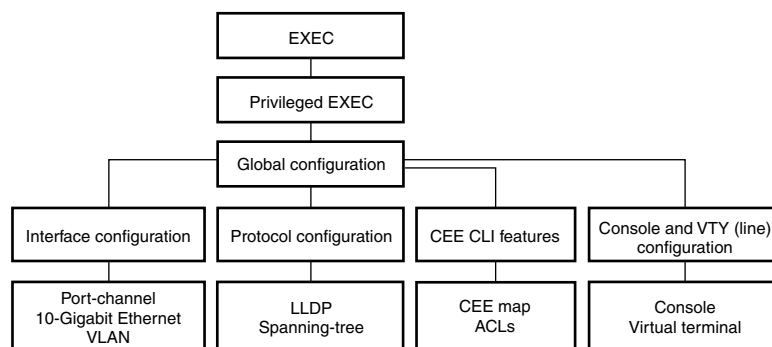 EXEC
Privileged EXEC
Global configuration
Interface configuration
Protocol configuration
CEE CLI features
Console and VTY (line)
configuration
Port-channel
10-Gigabit Ethernet
VLAN
LLDP
Spanning-tree
CEE map
ACLs
Console
Virtual terminal